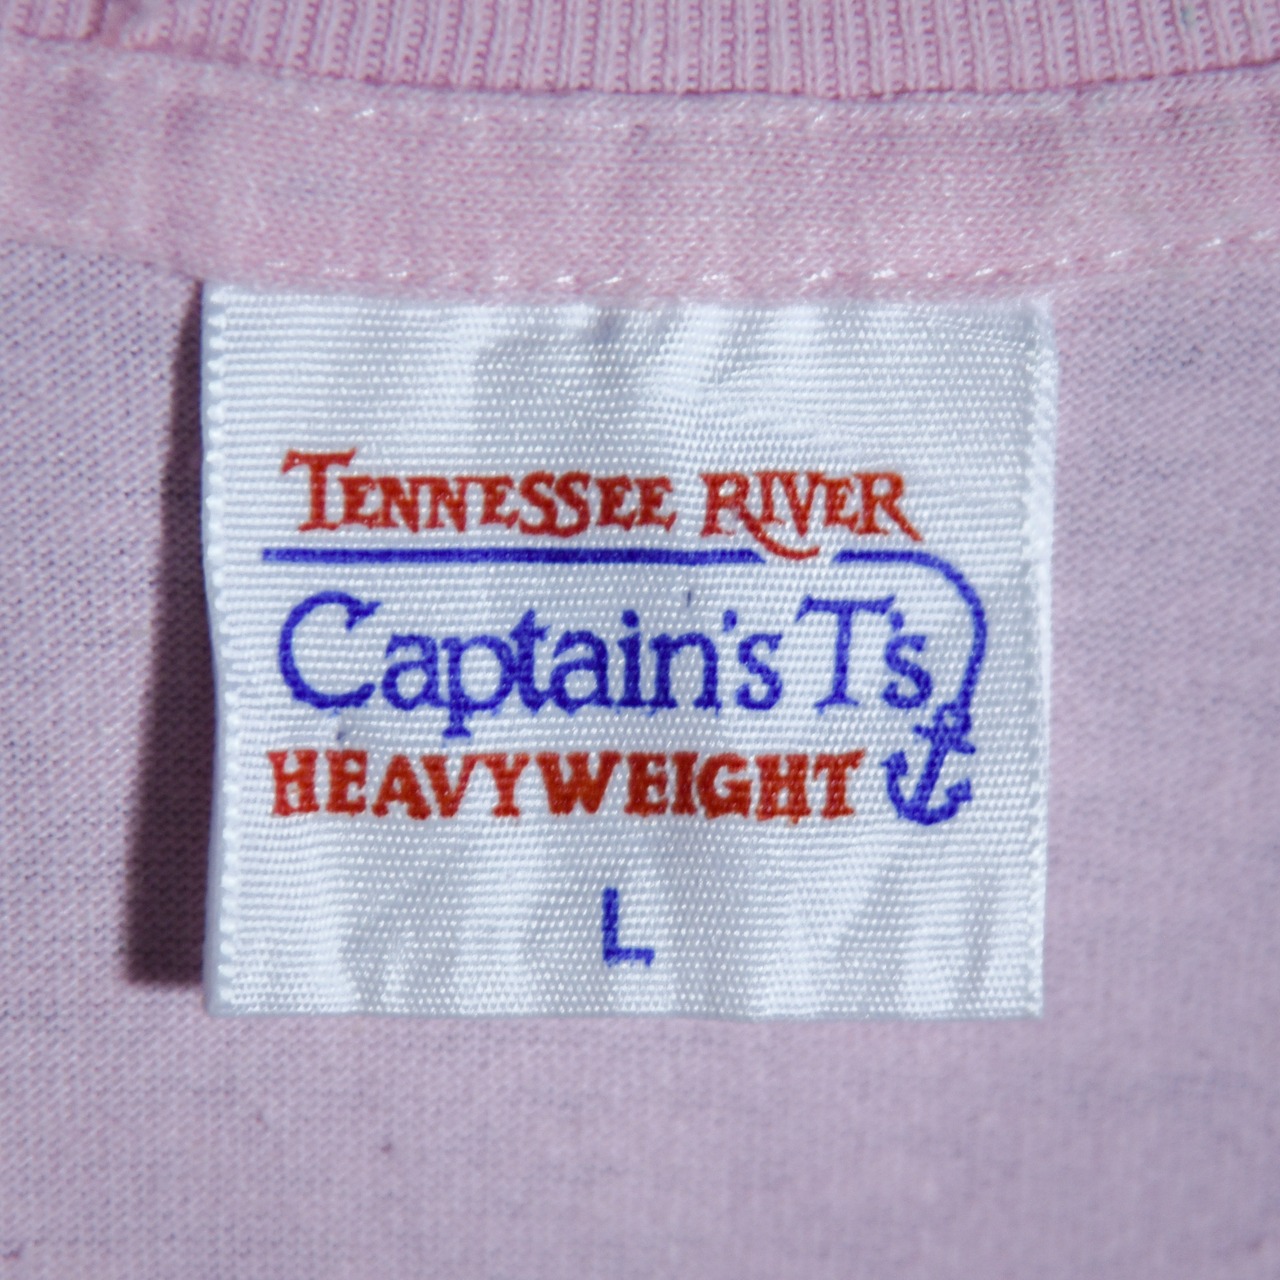 TENNESSEE RIVER
Captain's T's
HEAVYWEIGHT
L